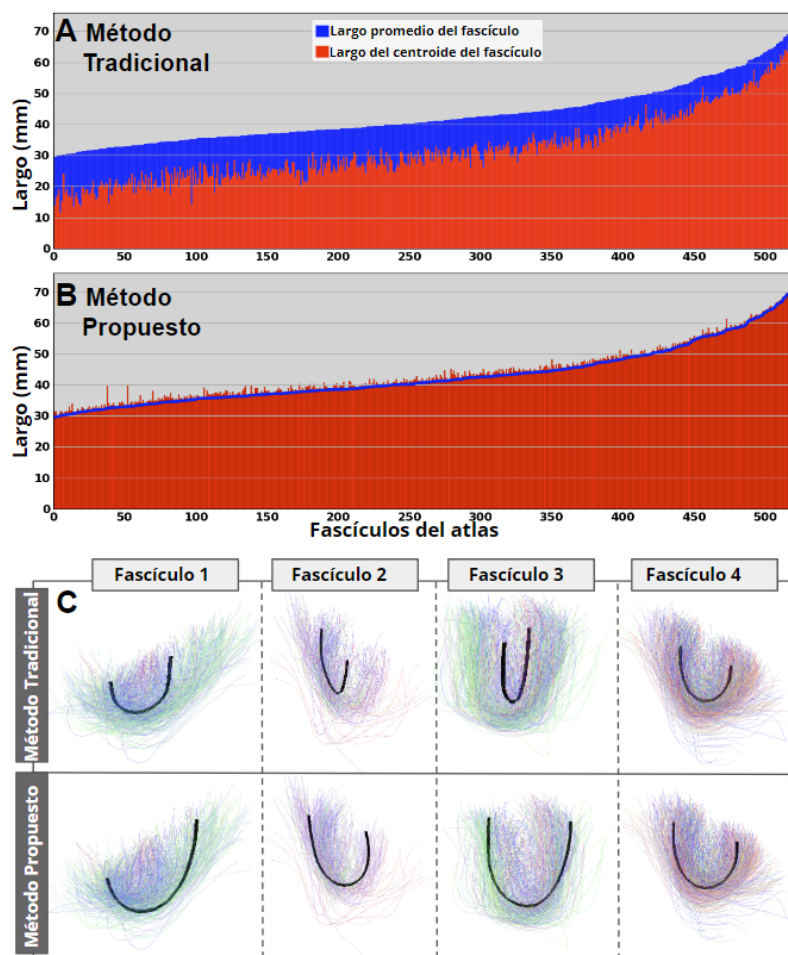 A Método
Tradicional
Largo promedio del fascículo
Largo del centroide del fascículo
Largo (mm)
70
60
50
40
30
20
10
0
0 50 100 150 200 250 300 350 400 450 500
B Método
Propuesto
Largo (mm)
70
60
50
40
30
20
10
0
0 50 100 150 200 250 300 350 400 450 500
Fascículos del atlas
C
Fascículo 1 Fascículo 2 Fascículo 3 Fascículo 4
Método Tradicional
Método Propuesto